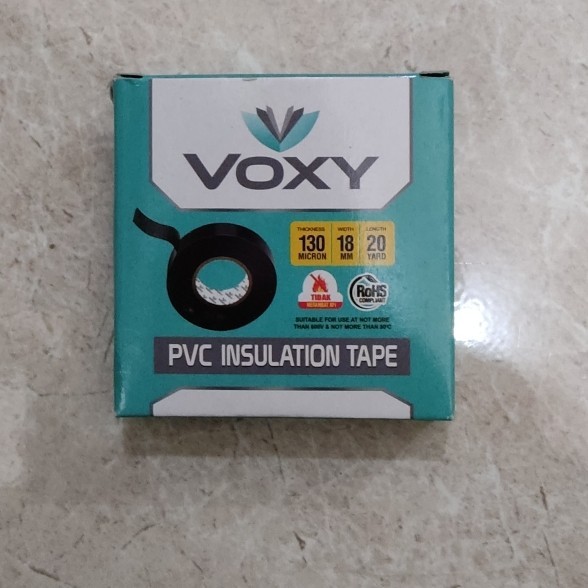 VOXY
THICKNESS WIDTH LENGTH
130 18 20
MICRON MM YARD
TIDAK
RoHS
COMPLIANT
SUITABLE FOR USE AT NOT MORE
THAN 600V & NOT MORE THAN 80°C
PVC INSULATION TAPE